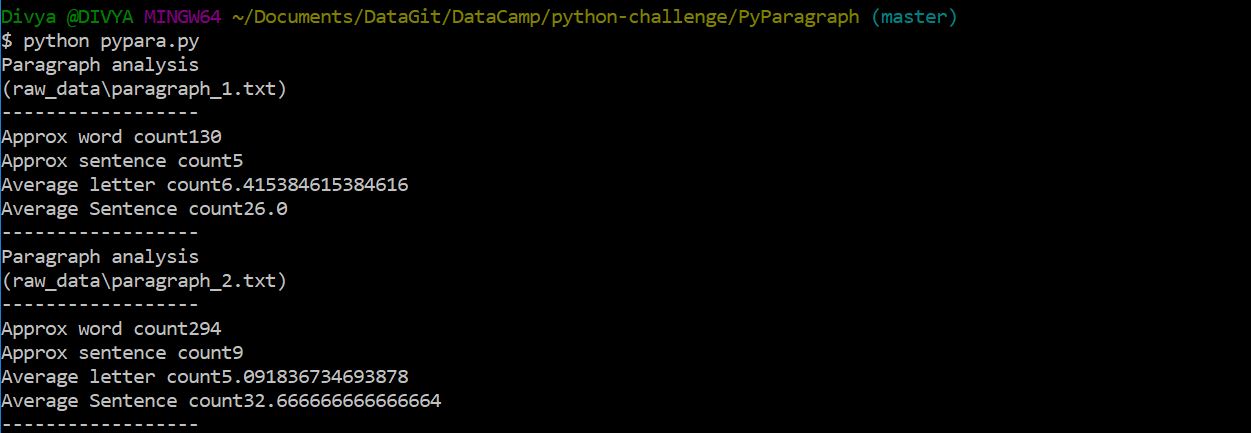 Divya @DIVYA MINGW64 ~/Documents/DataGit/DataCamp/python-challenge/PyParagraph (master)
$ python pypara.py
Paragraph analysis
(raw_data\paragraph_1.txt)
------------------
Approx word count130
Approx sentence count5
Average letter count6.415384615384616
Average Sentence count26.0
------------------
Paragraph analysis
(raw_data\paragraph_2.txt)
------------------
Approx word count294
Approx sentence count9
Average letter count5.091836734693878
Average Sentence count32.666666666666664
------------------